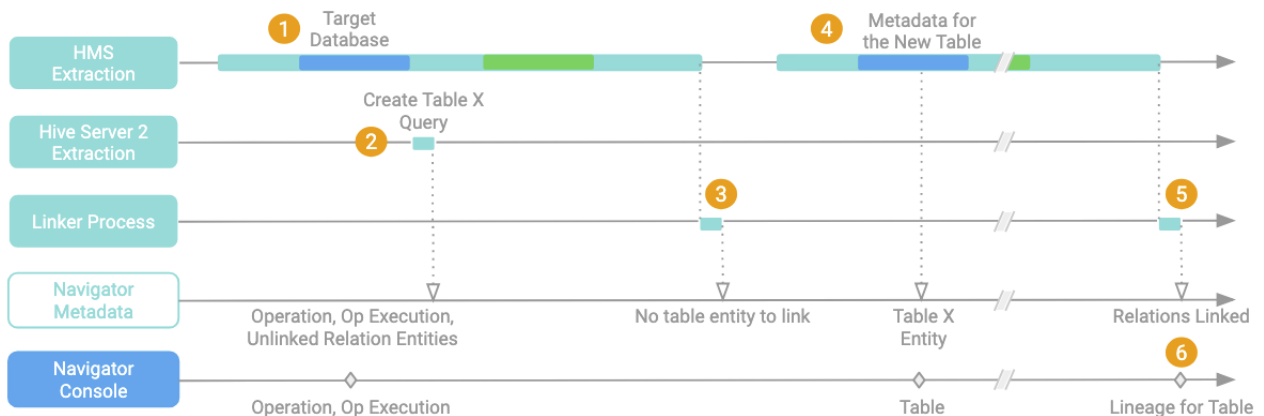 1
Target
Database
4
Metadata for
the New Table
HMS
Extraction
Create Table X
Query
Hive Server 2
Extraction
2
3
5
Linker Process
Navigator
Metadata
Operation, Op Execution,
Unlinked Relation Entities
No table entity to link
Table X
Entity
Relations Linked
6
Navigator
Console
Operation, Op Execution
Table
Lineage for Table